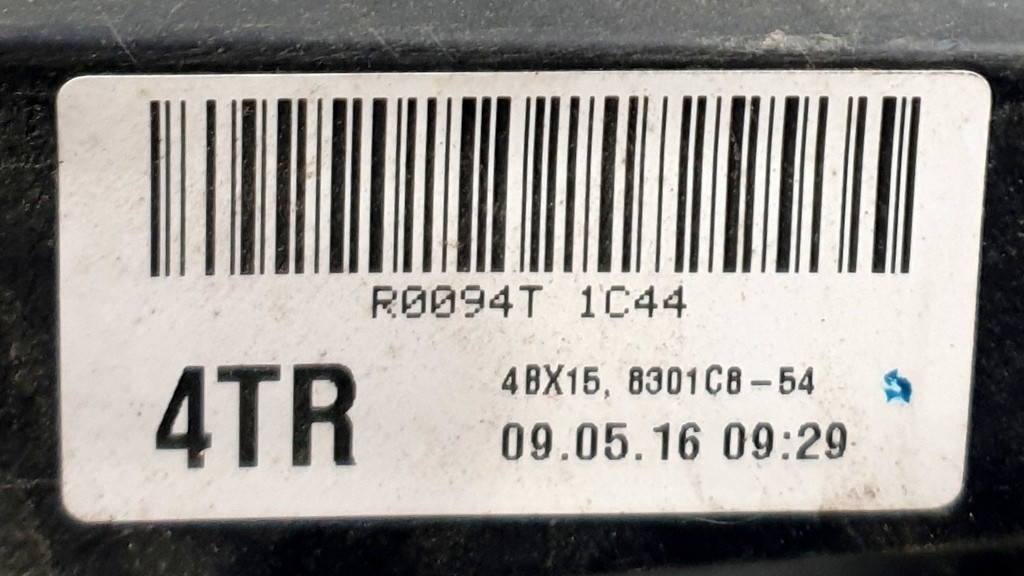 R0094T 1C44
4TR
4BX15, 8301C8-54
09.05.16 09:29